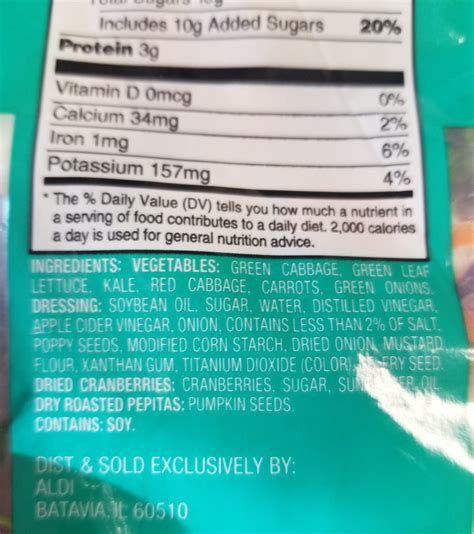 Includes 10g Added Sugars 20%
Protein 3g
Vitamin D 0mcg 0%
Calcium 34mg 2%
Iron 1mg 6%
Potassium 157mg 4%
* The % Daily Value (DV) tells you how much a nutrient in
a serving of food contributes to a daily diet. 2,000 calories
a day is used for general nutrition advice.
INGREDIENTS: VEGETABLES: GREEN CABBAGE, GREEN LEAF
LETTUCE, KALE, RED CABBAGE, CARROTS, GREEN ONIONS.
DRESSING: SOYBEAN OIL, SUGAR, WATER, DISTILLED VINEGAR,
APPLE CIDER VINEGAR, ONION, CONTAINS LESS THAN 2% OF SALT,
POPPY SEEDS, MODIFIED CORN STARCH, DRIED ONION, MUSTARD
FLOUR, XANTHAN GUM, TITANIUM DIOXIDE (COLOR) SEED.
DRIED CRANBERRIES: CRANBERRIES, SUGAR, OIL.
DRY ROASTED PEPITAS: PUMPKIN SEEDS.
CONTAINS: SOY.
DIST. & SOLD EXCLUSIVELY BY:
ALDI
BATAVIA, IL 60510